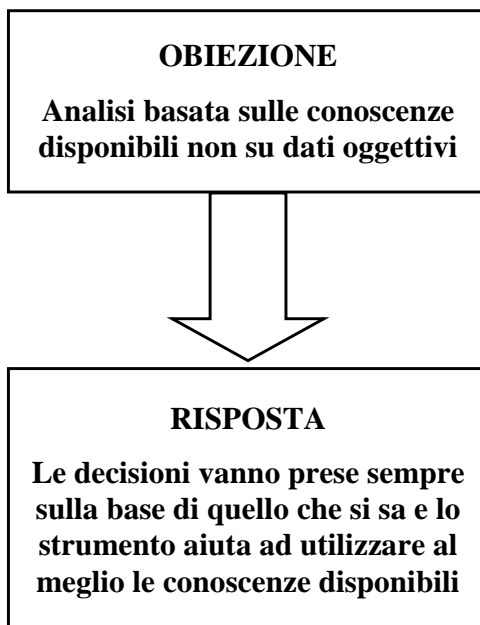 OBIEZIONE
Analisi basata sulle conoscenze
disponibili non su dati oggettivi
RISPOSTA
Le decisioni vanno prese sempre
sulla base di quello che si sa e lo
strumento aiuta ad utilizzare al
meglio le conoscenze disponibili